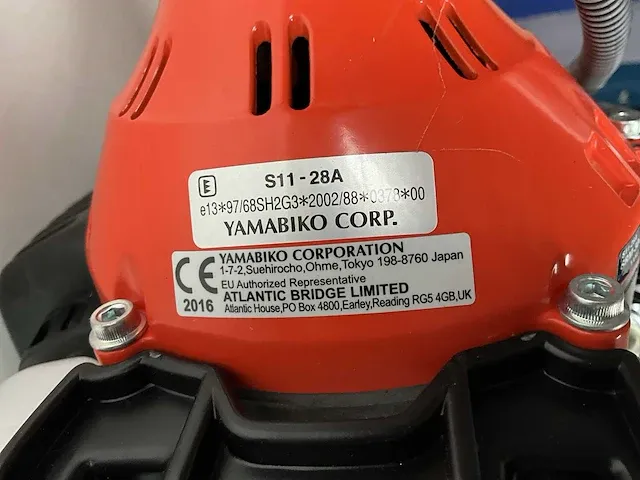 E S11-28A
e13*97/68SH2G3*2002/88*0378*00
YAMABIKO CORP.
CE YAMABIKO CORPORATION
1-7-2,Suehirocho,Ohme,Tokyo 198-8760 Japan
EU Authorized Representative
2016 ATLANTIC BRIDGE LIMITED
Atlantic House,PO Box 4800,Earley,Reading RG5 4GB,UK